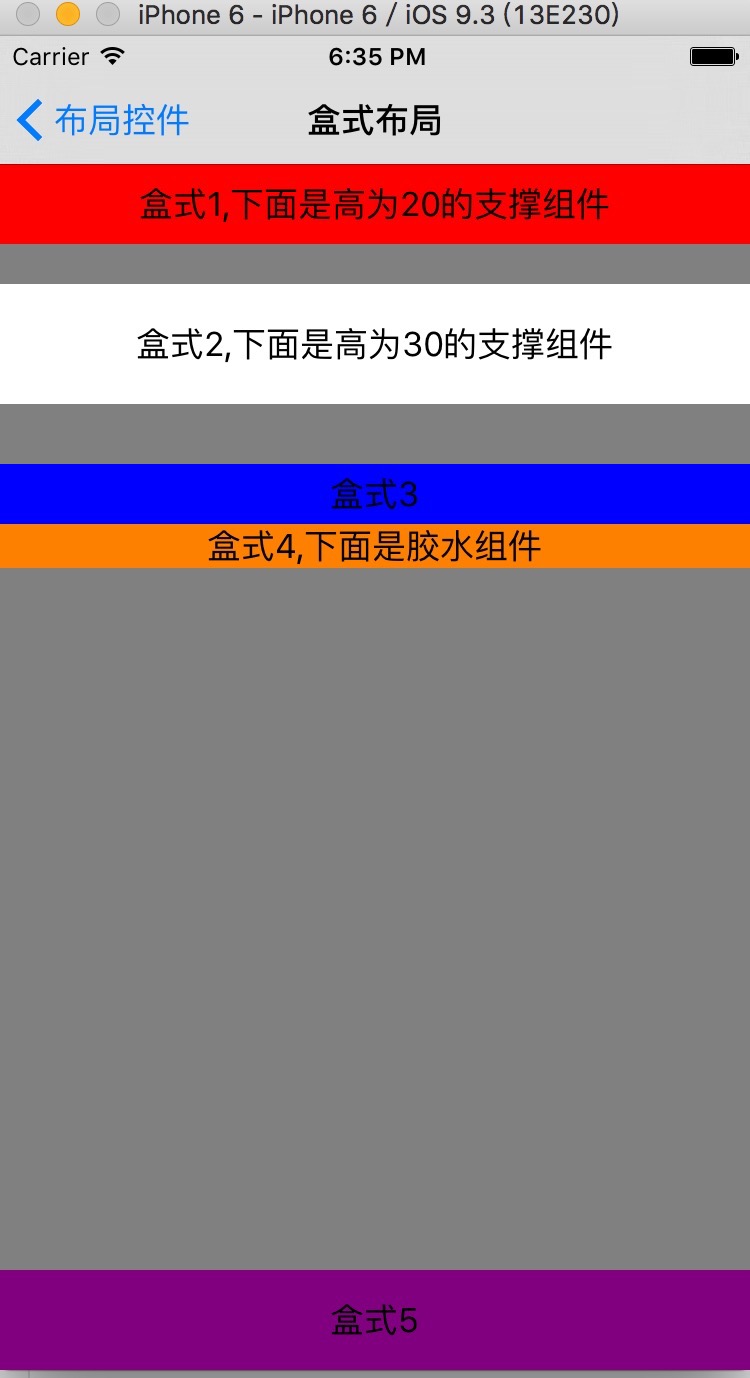 iPhone 6 - iPhone 6 / iOS 9.3 (13E230)
Carrier 6:35 PM
布局控件 盒式布局
盒式1,下面是高为20的支撑组件
盒式2,下面是高为30的支撑组件
盒式3
盒式4,下面是胶水组件
盒式5